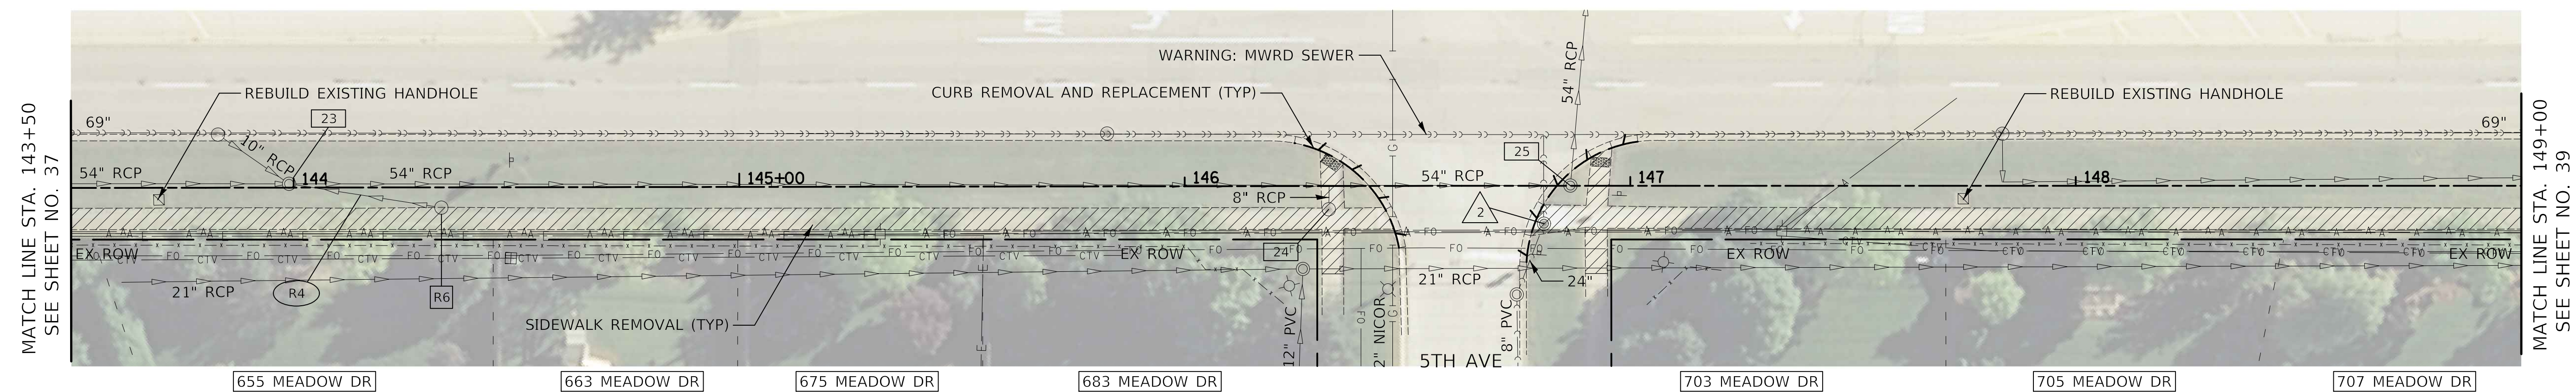 WARNING: MWRD SEWER
REBUILD EXISTING HANDHOLE
CURB REMOVAL AND REPLACEMENT (TYP)
54" RCP
REBUILD EXISTING HANDHOLE
MATCH LINE STA. 143+50
SEE SHEET NO. 37
69"
23
10" RCP
54" RCP
144
54" RCP
145+00
146
8" RCP
54" RCP
25
147
148
69"
2
EX ROW
FO
CTV
EX ROW
24
EX ROW
EX ROW
21" RCP
R4
R6
21" RCP
24"
SIDEWALK REMOVAL (TYP)
12" PVC
2" NICOR
8" PVC
5TH AVE
655 MEADOW DR
663 MEADOW DR
675 MEADOW DR
683 MEADOW DR
703 MEADOW DR
705 MEADOW DR
707 MEADOW DR
MATCH LINE STA. 149+00
SEE SHEET NO. 39